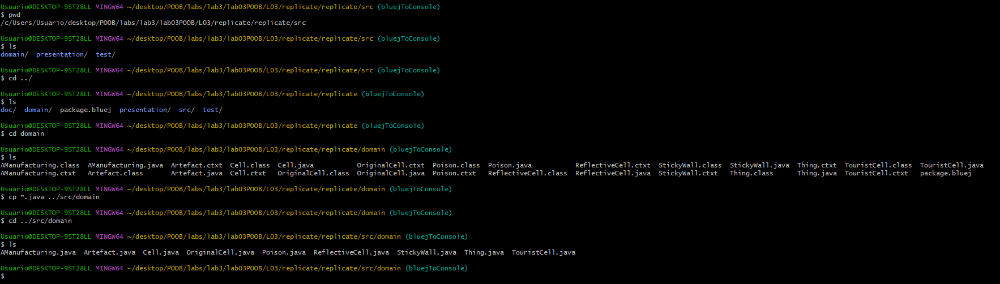 Usuario@DESKTOP-9ST28LL MINGW64 ~/desktop/POOB/labs/lab3/lab03POOB/L03/replicate/replicate/src (bluejToConsole)
$ pwd
/c/Users/Usuario/desktop/POOB/labs/lab3/lab03POOB/L03/replicate/replicate/src
Usuario@DESKTOP-9ST28LL MINGW64 ~/desktop/POOB/labs/lab3/lab03POOB/L03/replicate/replicate/src (bluejToConsole)
$ ls
domain/  presentation/  test/
Usuario@DESKTOP-9ST28LL MINGW64 ~/desktop/POOB/labs/lab3/lab03POOB/L03/replicate/replicate/src (bluejToConsole)
$ cd ../
Usuario@DESKTOP-9ST28LL MINGW64 ~/desktop/POOB/labs/lab3/lab03POOB/L03/replicate/replicate (bluejToConsole)
$ ls
doc/  domain/  package.bluej  presentation/  src/  test/
Usuario@DESKTOP-9ST28LL MINGW64 ~/desktop/POOB/labs/lab3/lab03POOB/L03/replicate/replicate (bluejToConsole)
$ cd domain
Usuario@DESKTOP-9ST28LL MINGW64 ~/desktop/POOB/labs/lab3/lab03POOB/L03/replicate/replicate/domain (bluejToConsole)
$ ls
AManufacturing.class  AManufacturing.java  Artefact.ctxt  Cell.class  Cell.java  OriginalCell.ctxt  Poison.class  Poison.java  ReflectiveCell.ctxt  StickyWall.class  StickyWall.java  Thing.ctxt  TouristCell.class  TouristCell.java
AManufacturing.ctxt  Artefact.class  Artefact.java  Cell.ctxt  OriginalCell.class  OriginalCell.java  Poison.ctxt  ReflectiveCell.class  ReflectiveCell.java  StickyWall.ctxt  Thing.class  Thing.java  TouristCell.ctxt  package.bluej
Usuario@DESKTOP-9ST28LL MINGW64 ~/desktop/POOB/labs/lab3/lab03POOB/L03/replicate/replicate/domain (bluejToConsole)
$ cp *.java ../src/domain
Usuario@DESKTOP-9ST28LL MINGW64 ~/desktop/POOB/labs/lab3/lab03POOB/L03/replicate/replicate/domain (bluejToConsole)
$ cd ../src/domain
Usuario@DESKTOP-9ST28LL MINGW64 ~/desktop/POOB/labs/lab3/lab03POOB/L03/replicate/replicate/src/domain (bluejToConsole)
$ ls
AManufacturing.java  Artefact.java  Cell.java  OriginalCell.java  Poison.java  ReflectiveCell.java  StickyWall.java  Thing.java  TouristCell.java
Usuario@DESKTOP-9ST28LL MINGW64 ~/desktop/POOB/labs/lab3/lab03POOB/L03/replicate/replicate/src/domain (bluejToConsole)
$